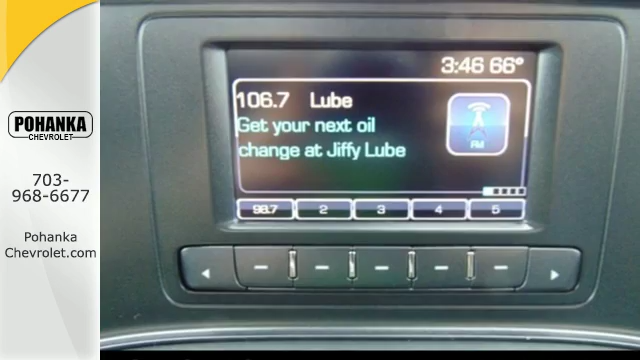 POHANKA
CHEVROLET
703-
968-6677
Pohanka
Chevrolet.com
3:46 66°
106.7 Lube
Get your next oil
change at Jiffy Lube
FM
98.7 2 3 4 5